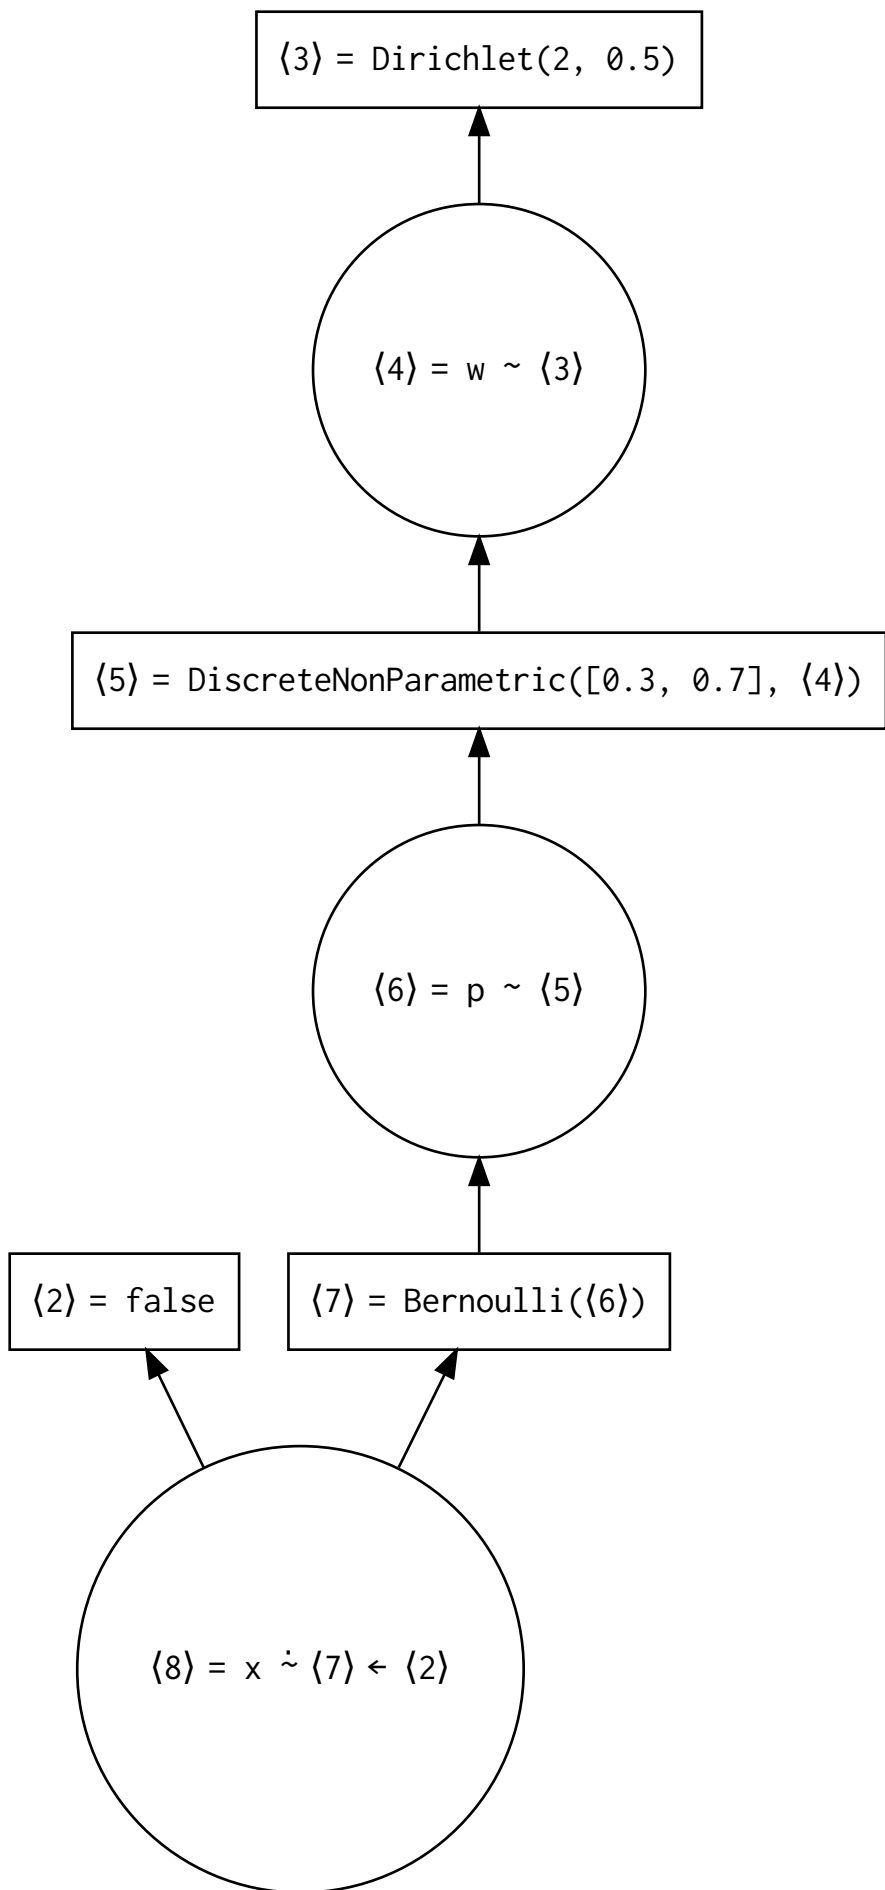 ⟨3⟩ = Dirichlet(2, 0.5)
⟨4⟩ = w ~ ⟨3⟩
⟨5⟩ = DiscreteNonParametric([0.3, 0.7], ⟨4⟩)
⟨6⟩ = p ~ ⟨5⟩
⟨2⟩ = false
⟨7⟩ = Bernoulli(⟨6⟩)
⟨8⟩ = x ⩪ ⟨7⟩ ← ⟨2⟩